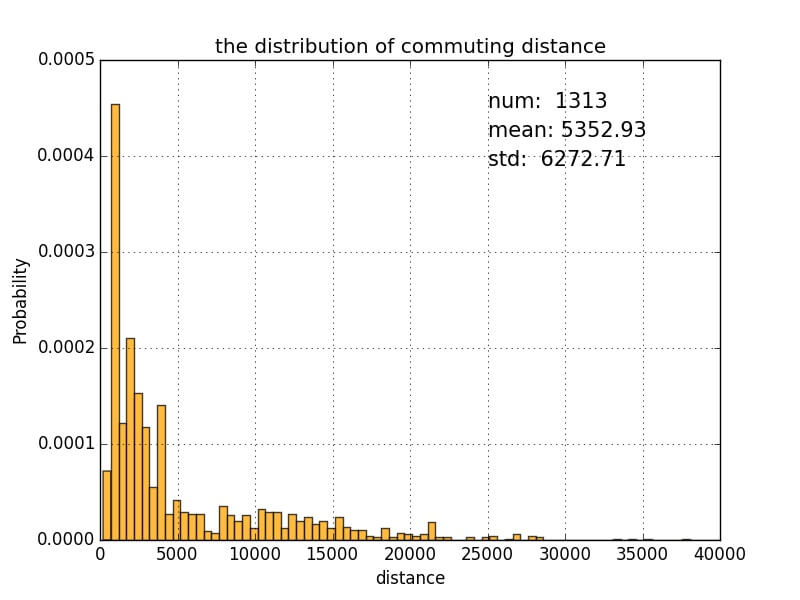 the distribution of commuting distance
num: 1313
mean: 5352.93
std: 6272.71
Probability
0.0005
0.0004
0.0003
0.0002
0.0001
0.0000
0 5000 10000 15000 20000 25000 30000 35000 40000
distance